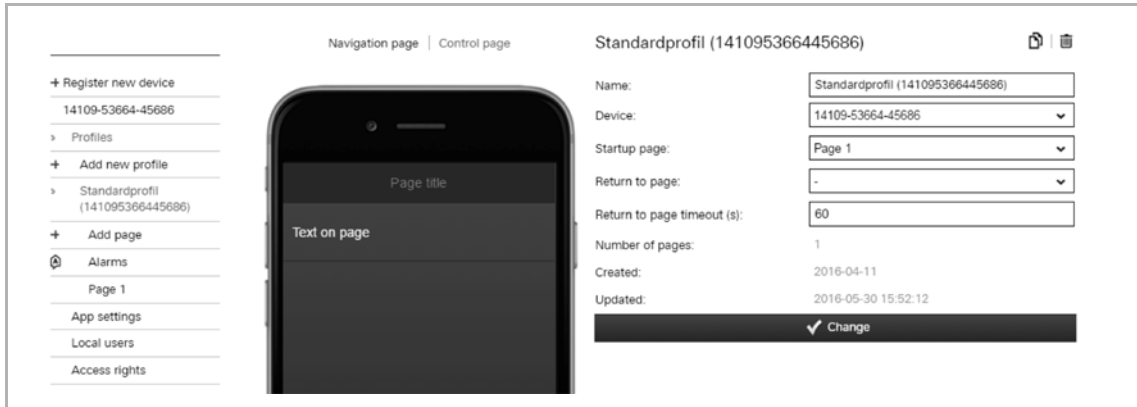 Navigation page | Control page
+ Register new device
14109-53664-45686
› Profiles
+ Add new profile
› Standardprofil
(141095366445686)
+ Add page
A Alarms
Page 1
App settings
Local users
Access rights
Page title
Text on page
Standardprofil (141095366445686)
Name: Standardprofil (141095366445686)
Device: 14109-53664-45686
Startup page: Page 1
Return to page: -
Return to page timeout (s): 60
Number of pages: 1
Created: 2016-04-11
Updated: 2016-05-30 15:52:12
✓ Change